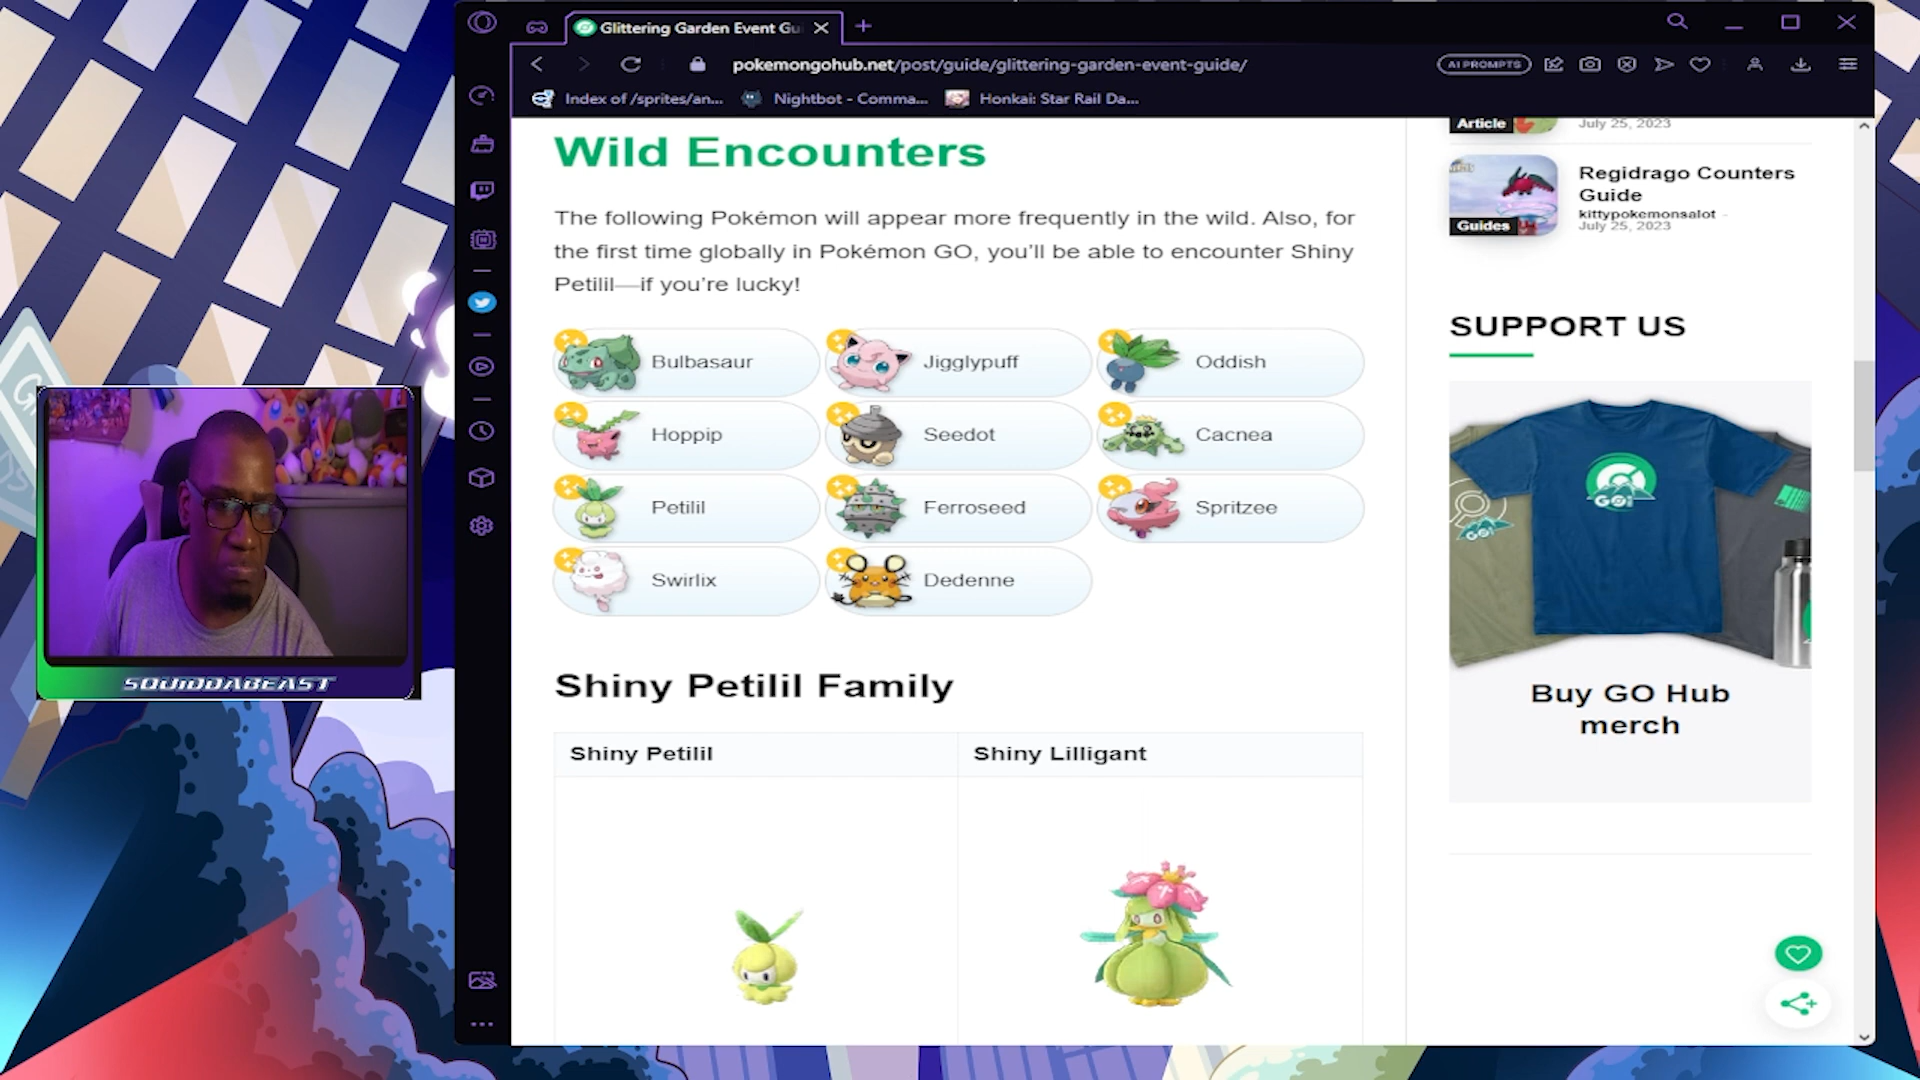 Glittering Garden Event Gu
pokemongohub.net/post/guide/glittering-garden-event-guide/
AI PROMPTS
Index of /sprites/an...
Nightbot - Comma...
Honkai: Star Rail Da...
Wild Encounters
The following Pokémon will appear more frequently in the wild. Also, for
the first time globally in Pokémon GO, you’ll be able to encounter Shiny
Petilil—if you’re lucky!
Bulbasaur
Jigglypuff
Oddish
Hoppip
Seedot
Cacnea
Petilil
Ferroseed
Spritzee
Swirlix
Dedenne
Shiny Petilil Family
Shiny Petilil
Shiny Lilligant
Article
July 25, 2023
Regidrago Counters
Guide
kittypokemonsalot -
July 25, 2023
Guides
SUPPORT US
GO!
Buy GO Hub
merch
SQUIDDABEAST